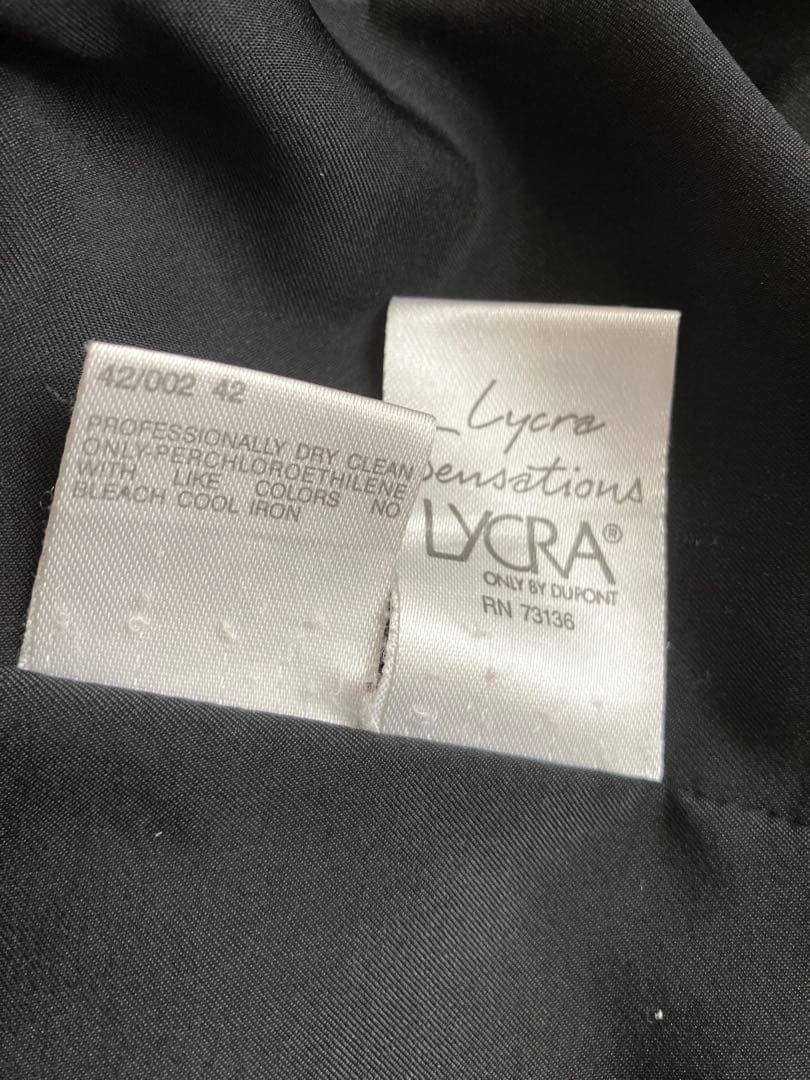 42/002 42
PROFESSIONALLY DRY CLEAN
ONLY-PERCHLOROETHILENE
WITH LIKE COLORS NO
BLEACH COOL IRON
Lycra
Sensations
LYCRA®
ONLY BY DUPONT
RN 73136